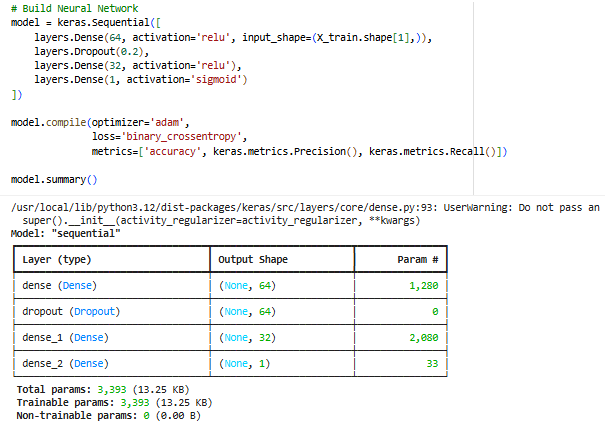 # Build Neural Network
model = keras.Sequential([
    layers.Dense(64, activation='relu', input_shape=(X_train.shape[1],)),
    layers.Dropout(0.2),
    layers.Dense(32, activation='relu'),
    layers.Dense(1, activation='sigmoid')
])
model.compile(optimizer='adam',
              loss='binary_crossentropy',
              metrics=['accuracy', keras.metrics.Precision(), keras.metrics.Recall()])
model.summary()
/usr/local/lib/python3.12/dist-packages/keras/src/layers/core/dense.py:93: UserWarning: Do not pass an
  super().__init__(activity_regularizer=activity_regularizer, **kwargs)
Model: "sequential"
Layer (type) Output Shape Param #
dense (Dense) (None, 64) 1,280
dropout (Dropout) (None, 64) 0
dense_1 (Dense) (None, 32) 2,080
dense_2 (Dense) (None, 1) 33
Total params: 3,393 (13.25 KB)
Trainable params: 3,393 (13.25 KB)
Non-trainable params: 0 (0.00 B)